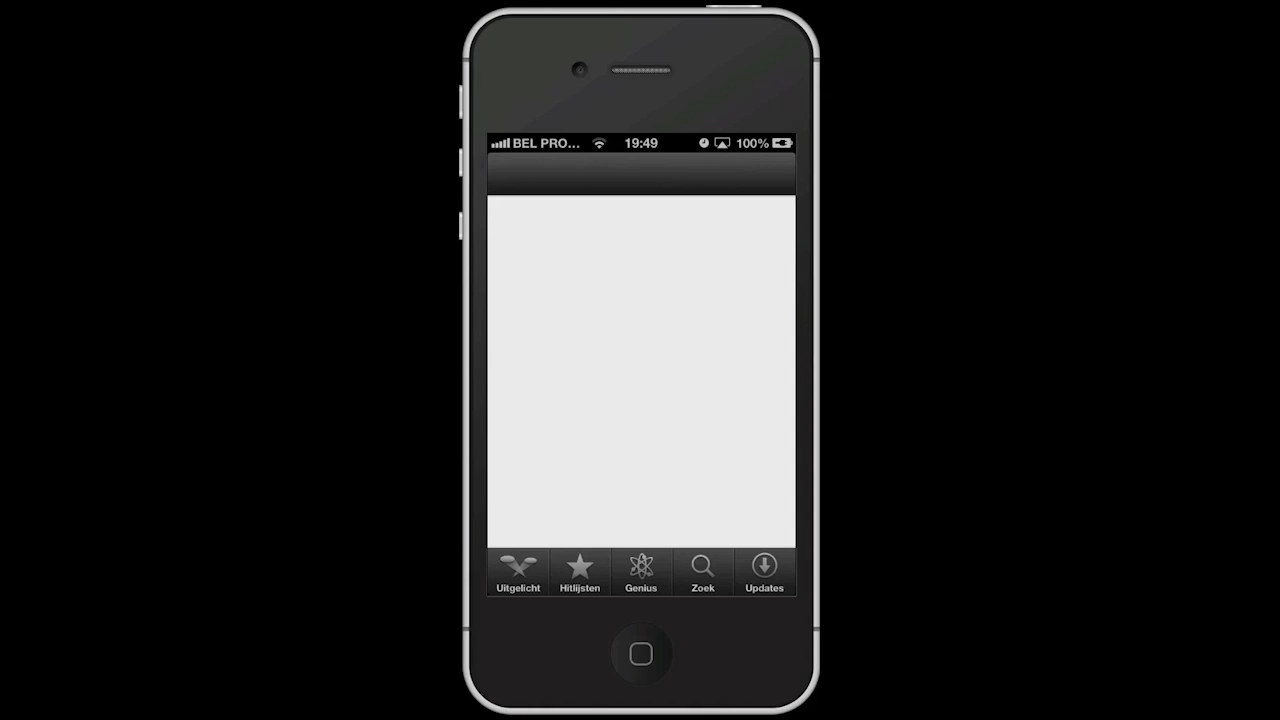 BEL PRO... 19:49 100%
Uitgelicht Hitlijsten Genius Zoek Updates